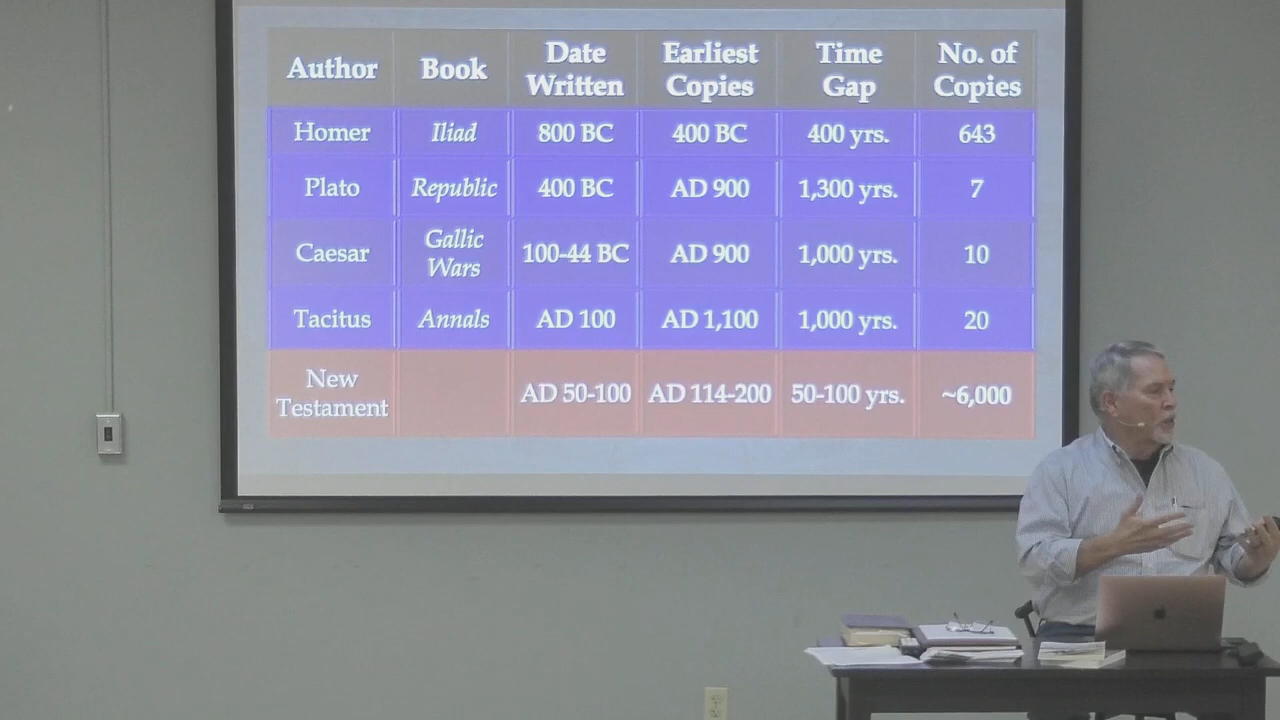 Author Book Date Written Earliest Copies Time Gap No. of Copies
Homer Iliad 800 BC 400 BC 400 yrs. 643
Plato Republic 400 BC AD 900 1,300 yrs. 7
Caesar Gallic Wars 100-44 BC AD 900 1,000 yrs. 10
Tacitus Annals AD 100 AD 1,100 1,000 yrs. 20
New Testament AD 50-100 AD 114-200 50-100 yrs. ~6,000